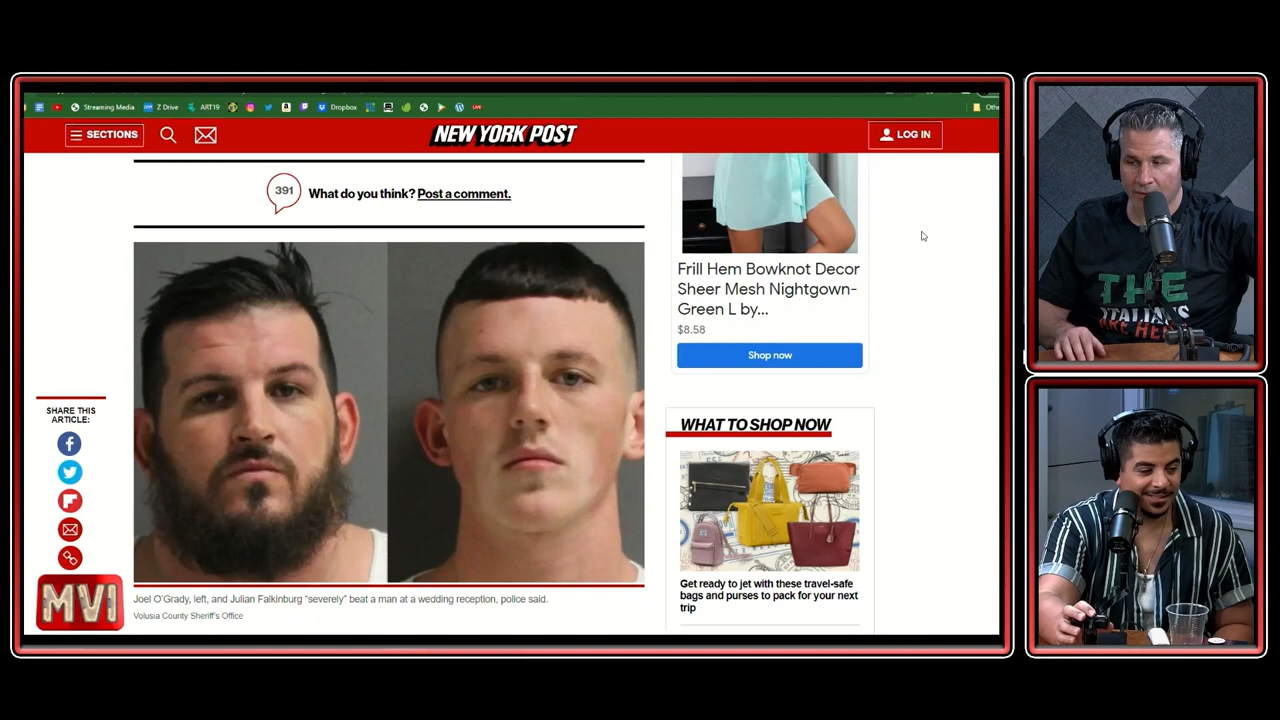 Streaming Media
Z Drive
ART19
Dropbox
LIVE
SECTIONS
NEW YORK POST
LOG IN
391
What do you think? Post a comment.
Frill Hem Bowknot Decor
Sheer Mesh Nightgown-
Green L by...
$8.58
Shop now
WHAT TO SHOP NOW
SHARE THIS
ARTICLE:
Get ready to jet with these travel-safe
bags and purses to pack for your next
trip
MVI
Joel O'Grady, left, and Julian Falkinburg "severely" beat a man at a wedding reception, police said.
Volusia County Sheriff's Office
THE
ITALIANS
ARE HERE